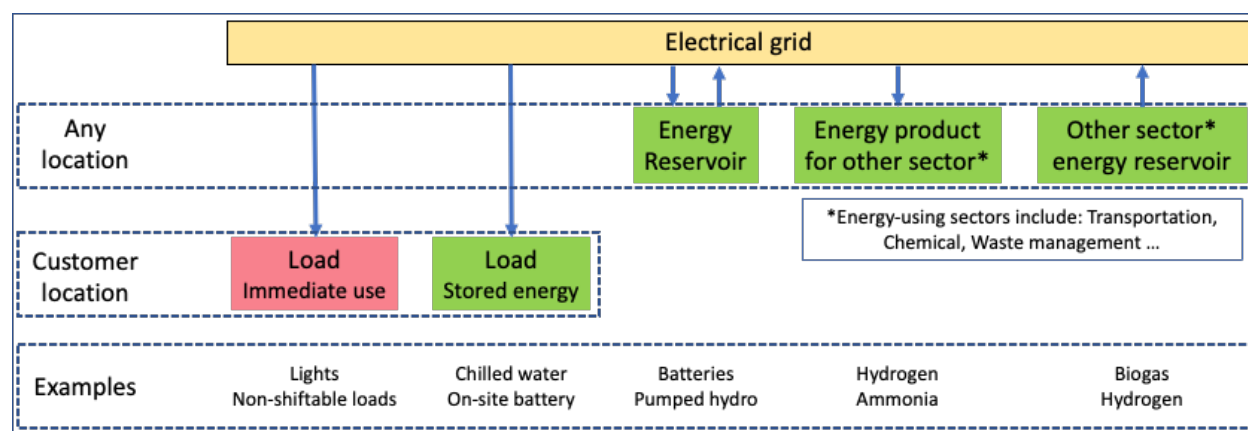 Electrical grid
Any
location
Energy
Reservoir
Energy product
for other sector*
Other sector*
energy reservoir
*Energy-using sectors include: Transportation,
Chemical, Waste management ...
Customer
location
Load
Immediate use
Load
Stored energy
Examples
Lights
Non-shiftable loads
Chilled water
On-site battery
Batteries
Pumped hydro
Hydrogen
Ammonia
Biogas
Hydrogen